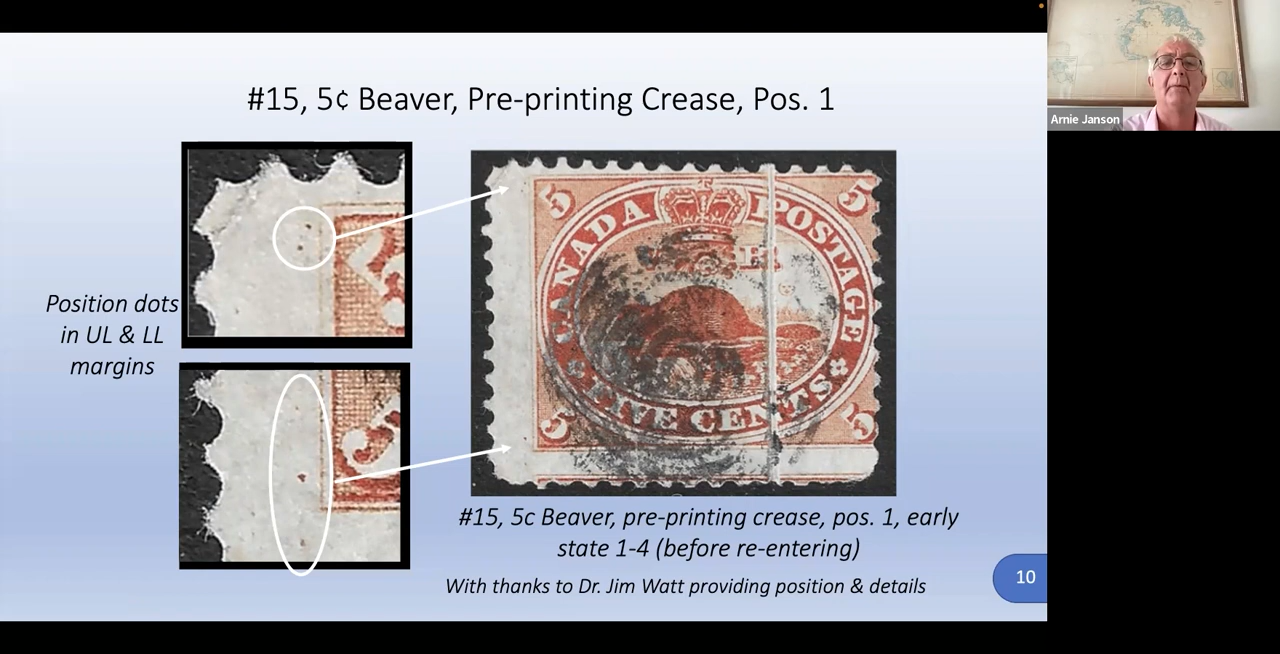 #15, 5¢ Beaver, Pre-printing Crease, Pos. 1
Arnie Janson
Position dots
in UL & LL
margins
5 5
CANADA POSTAGE
FIVE CENTS
5 5
#15, 5c Beaver, pre-printing crease, pos. 1, early
state 1-4 (before re-entering)
With thanks to Dr. Jim Watt providing position & details
10